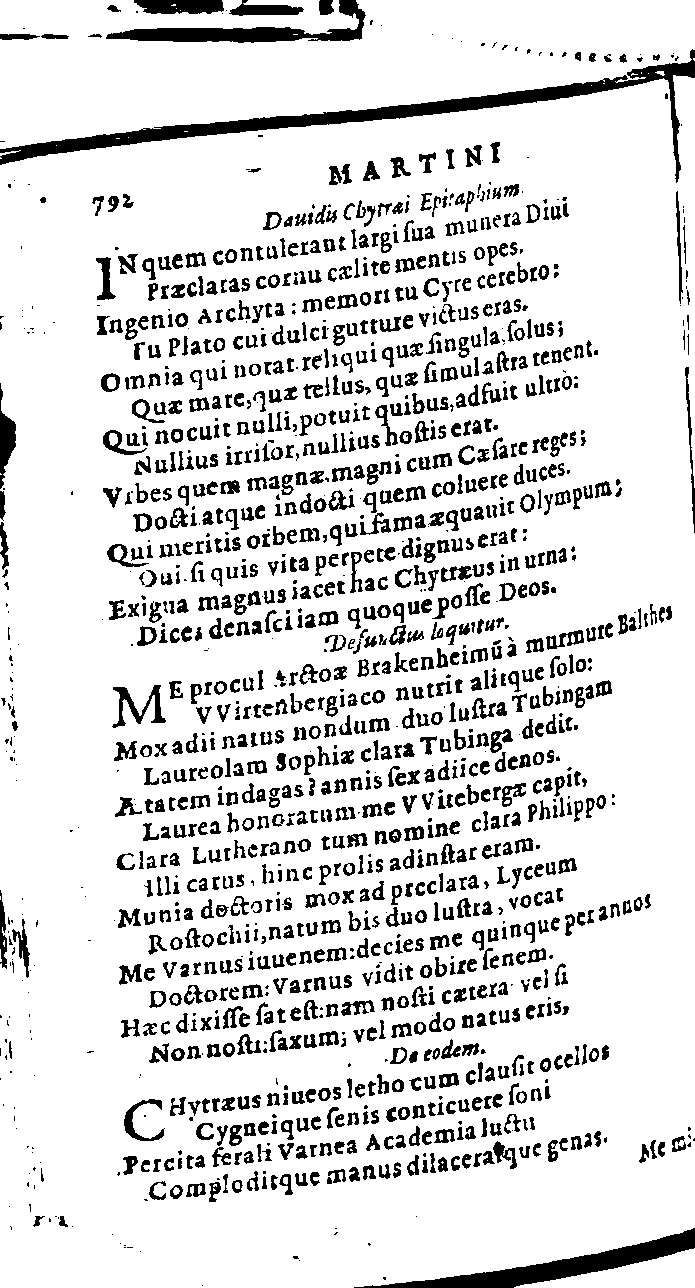 792
MARTINI
Dauidis Chytræi Epitaphium.
IN quem contulerant largi ſua munera Diui
Præclaras cornu cælite mentis opes,
Ingenio Archyta: memori tu Cyre cerebro:
Tu Plato cui dulci gutture victus eras.
Omnia qui norat reliqui quæ ſingula, ſolus;
Quæ mare, quæ tellus, quæ ſimul aſtra tenent.
Qui nocuit nulli, potuit quibus, adfuit ultrò:
Nullius irriſor, nullius hoſtis erat.
Vrbes quem magnæ, magni cum Cæſare reges;
Docti atque indocti quem coluere duces.
Qui meritis orbem, qui fama æquauit Olympum;
Qui ſi quis vita perpete dignus erat:
Exigua magnus iacet hac Chytræus in urna:
Dices denaſci iam quoque poſſe Deos.
Defunctus loquitur.
ME procul Arctoæ Brakenheimũ à murmure Balthes
VVirtenbergiaco nutrit alitque ſolo:
Mox adii natus nondum duo luſtra Tubingam
Laureolam Sophiæ clara Tubinga dedit.
Ætatem indagas? annis ſex adiice denos.
Laurea honoratum me VVitebergæ capit,
Clara Lutherano tum nomine clara Philippo:
Illi carus, hinc prolis ad inſtar eram.
Munia doctoris mox ad preclara, Lyceum
Roſtochii, natum bis duo luſtra, vocat
Me Varnus iuuenem: decies me quinque per annos
Doctorem: Varnus vidit obire ſenem.
Hæc dixiſſe ſat eſt: nam noſti cætera vel ſi
Non noſti: ſaxum; vel modo natus eris,
De eodem.
CHytræus niueos letho cum clauſit ocellos
Cygneique ſenis conticuere ſoni
Percita ferali Varnea Academia luctu
Comploditque manus dilaceratque genas.
Me